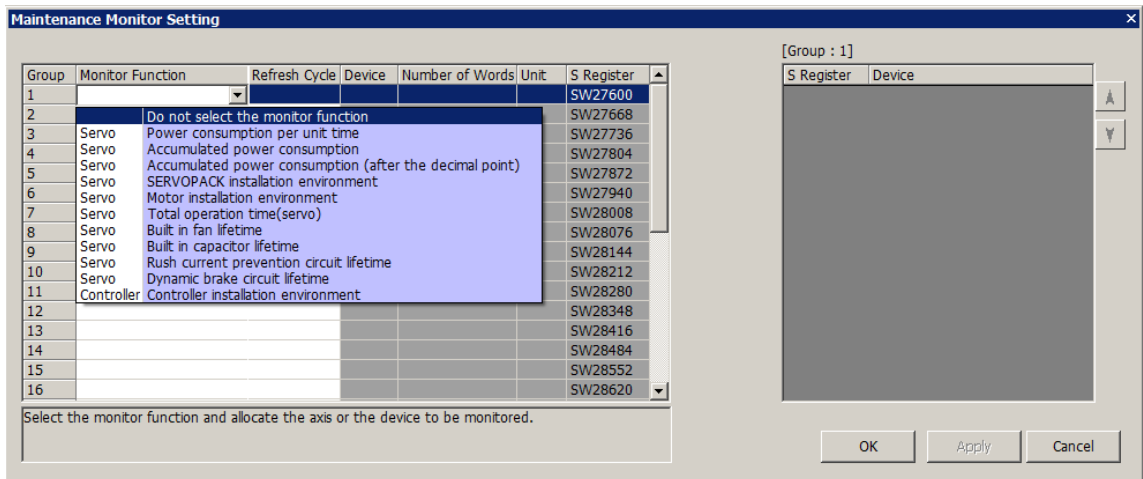 Maintenance Monitor Setting
[Group : 1]
Group Monitor Function Refresh Cycle Device Number of Words Unit S Register
S Register Device
1 SW27600
2 Do not select the monitor function SW27668
3 Servo Power consumption per unit time SW27736
4 Servo Accumulated power consumption SW27804
Servo Accumulated power consumption (after the decimal point)
5 Servo SERVOPACK installation environment SW27872
6 Servo Motor installation environment SW27940
7 Servo Total operation time(servo) SW28008
8 Servo Built in fan lifetime SW28076
9 Servo Built in capacitor lifetime SW28144
10 Servo Rush current prevention circuit lifetime SW28212
Servo Dynamic brake circuit lifetime
11 Controller Controller installation environment SW28280
12 SW28348
13 SW28416
14 SW28484
15 SW28552
16 SW28620
Select the monitor function and allocate the axis or the device to be monitored.
OK Apply Cancel